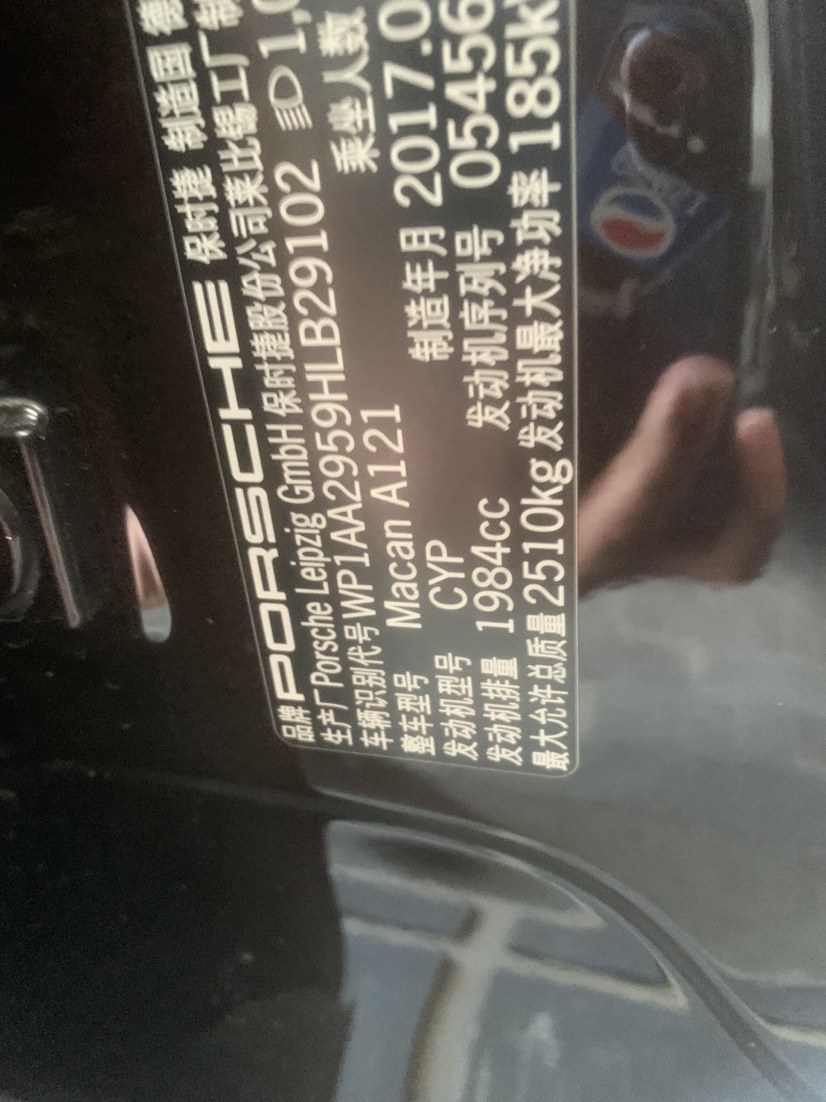 品牌 PORSCHE 保时捷 制造国 德
生产厂 Porsche Leipzig GmbH 保时捷股份公司莱比锡工厂制
车辆识别代号 WP1AA2959HLB29102 1,0
整车型号 Macan A121 乘坐人数
发动机型号 CYP 制造年月 2017.0
发动机排量 1984cc 发动机序列号 05456
最大允许总质量 2510kg 发动机最大净功率 185k